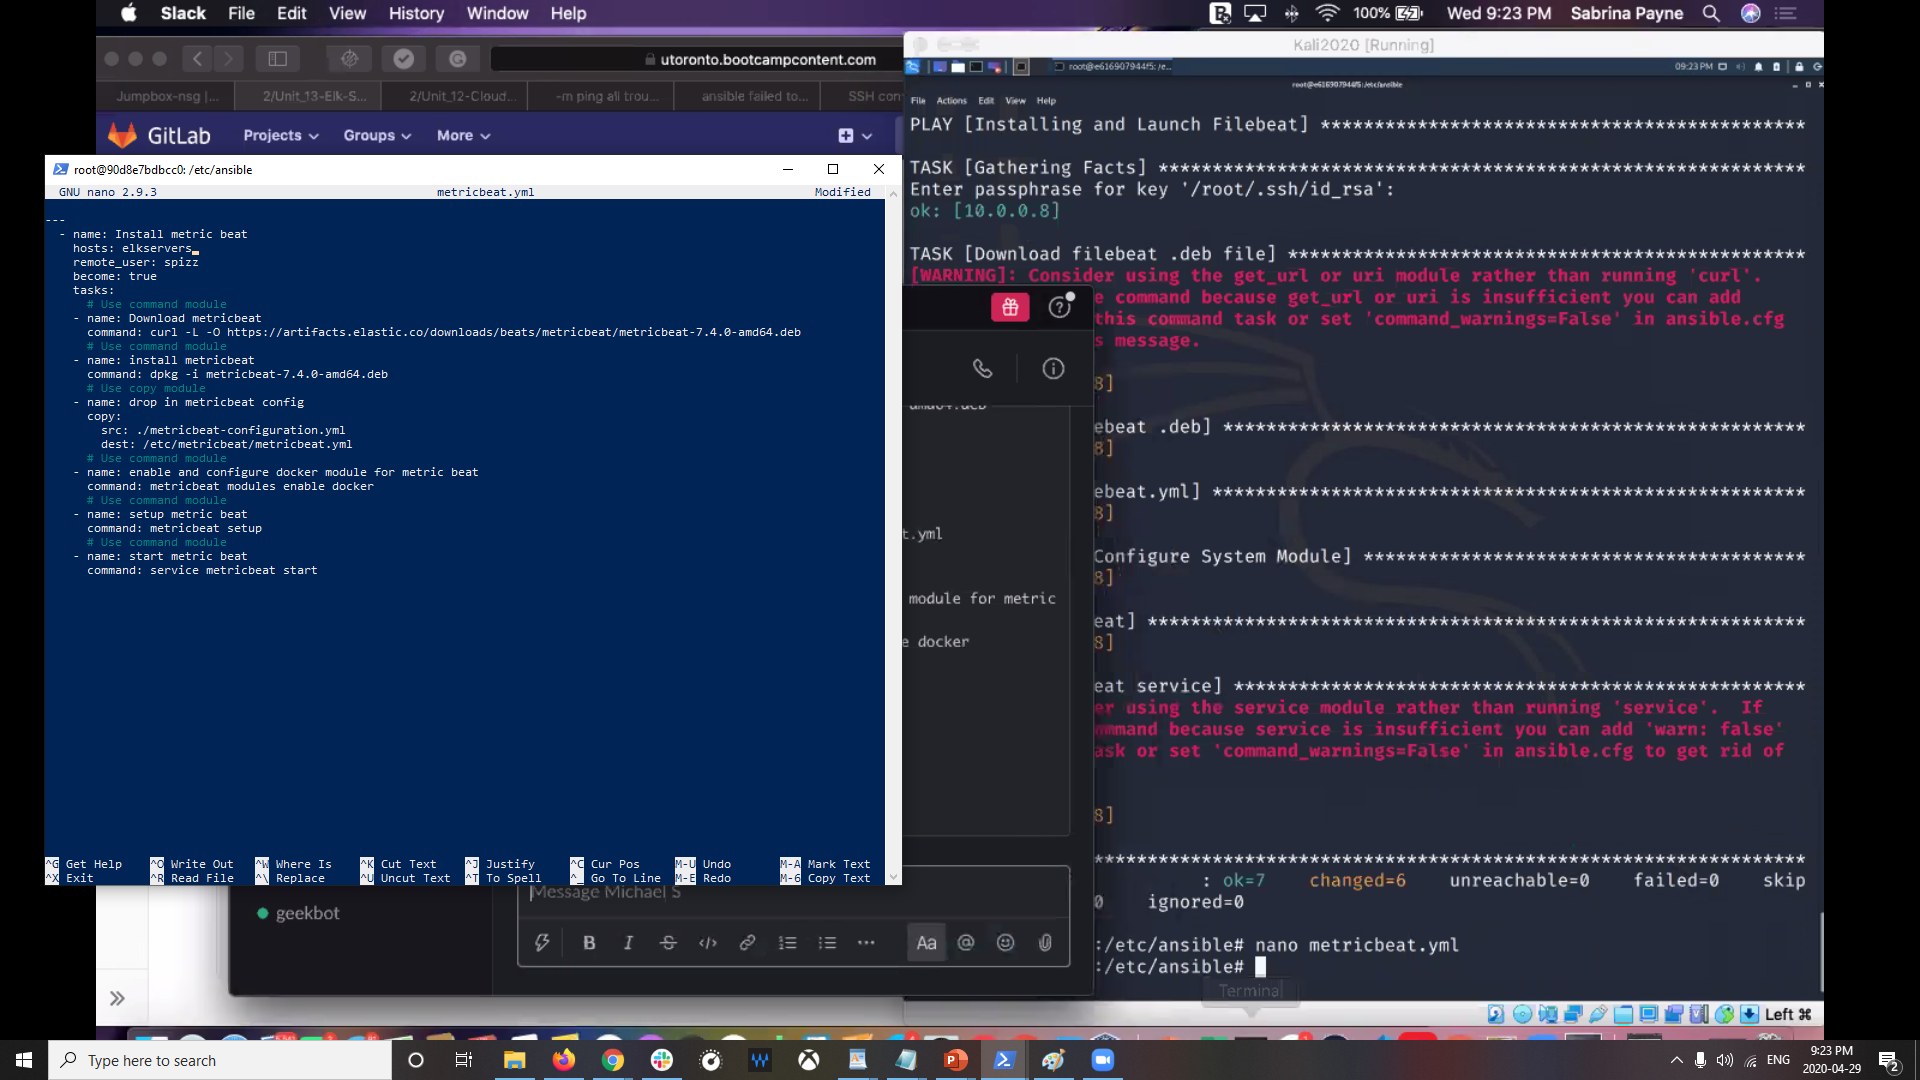 Slack File Edit View History Window Help
100% Wed 9:23 PM Sabrina Payne
utoronto.bootcampcontent.com
Jumpbox-nsg |... 2/Unit_13-Elk-S... 2/Unit_12-Cloud... -m ping all trou... ansible failed to... SSH con
GitLab Projects Groups More
root@90d8e7bdbcc0: /etc/ansible
GNU nano 2.9.3 metricbeat.yml Modified
---
- name: Install metric beat
hosts: elkservers
remote_user: spizz
become: true
tasks:
# Use command module
- name: Download metricbeat
command: curl -L -O https://artifacts.elastic.co/downloads/beats/metricbeat/metricbeat-7.4.0-amd64.deb
# Use command module
- name: install metricbeat
command: dpkg -i metricbeat-7.4.0-amd64.deb
# Use copy module
- name: drop in metricbeat config
copy:
src: ./metricbeat-configuration.yml
dest: /etc/metricbeat/metricbeat.yml
# Use command module
- name: enable and configure docker module for metric beat
command: metricbeat modules enable docker
# Use command module
- name: setup metric beat
command: metricbeat setup
# Use command module
- name: start metric beat
command: service metricbeat start
^G Get Help ^O Write Out ^W Where Is ^K Cut Text ^J Justify ^C Cur Pos M-U Undo M-A Mark Text
^X Exit ^R Read File ^\ Replace ^U Uncut Text ^T To Spell ^_ Go To Line M-E Redo M-6 Copy Text
t.yml
module for metric
e docker
geekbot
Message Michael S
B I S </> Aa @
Kali2020 [Running]
root@e616907944f5: /e... 09:23 PM
root@e616907944f5: /etc/ansible
File Actions Edit View Help
PLAY [Installing and Launch Filebeat] *********************************************
TASK [Gathering Facts] ************************************************************
Enter passphrase for key '/root/.ssh/id_rsa':
ok: [10.0.0.8]
TASK [Download filebeat .deb file] ************************************************
[WARNING]: Consider using the get_url or uri module rather than running 'curl'.
e command because get_url or uri is insufficient you can add
this command task or set 'command_warnings=False' in ansible.cfg
s message.
8]
ebeat .deb] ******************************************************
8]
ebeat.yml] *******************************************************
8]
Configure System Module] *****************************************
8]
eat] *************************************************************
8]
eat service] *****************************************************
er using the service module rather than running 'service'. If
mmand because service is insufficient you can add 'warn: false'
ask or set 'command_warnings=False' in ansible.cfg to get rid of
8]
******************************************************************
: ok=7 changed=6 unreachable=0 failed=0 skip
0 ignored=0
:/etc/ansible# nano metricbeat.yml
:/etc/ansible#
Terminal
Left ⌘
Type here to search
ENG
9:23 PM
2020-04-29
2